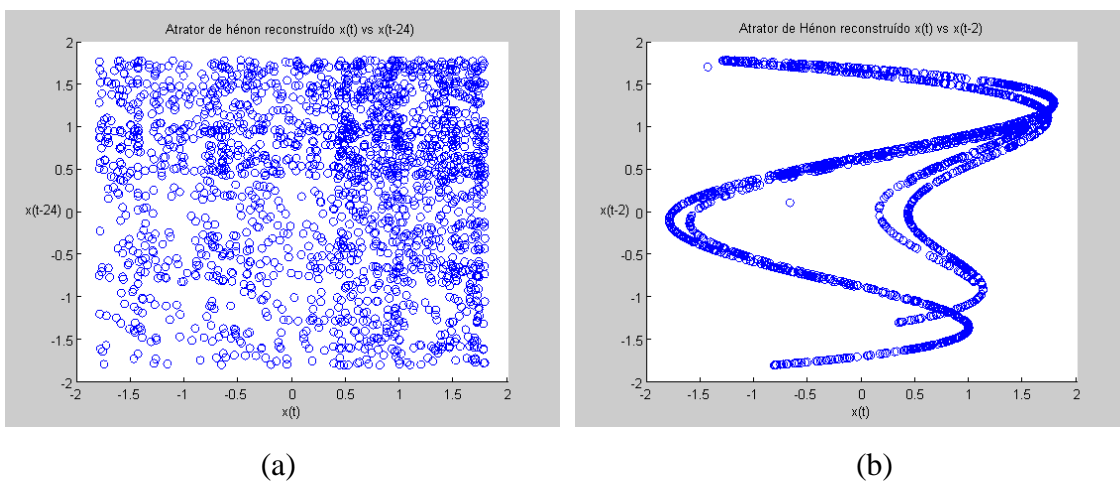 Atrator de hénon reconstruído x(t) vs x(t-24)
2
1.5
1
0.5
0
-0.5
-1
-1.5
-2
x(t-24)
-2 -1.5 -1 -0.5 0 0.5 1 1.5 2
x(t)
(a)
Atrator de Hénon reconstruído x(t) vs x(t-2)
2
1.5
1
0.5
0
-0.5
-1
-1.5
-2
x(t-2)
-2 -1.5 -1 -0.5 0 0.5 1 1.5 2
x(t)
(b)